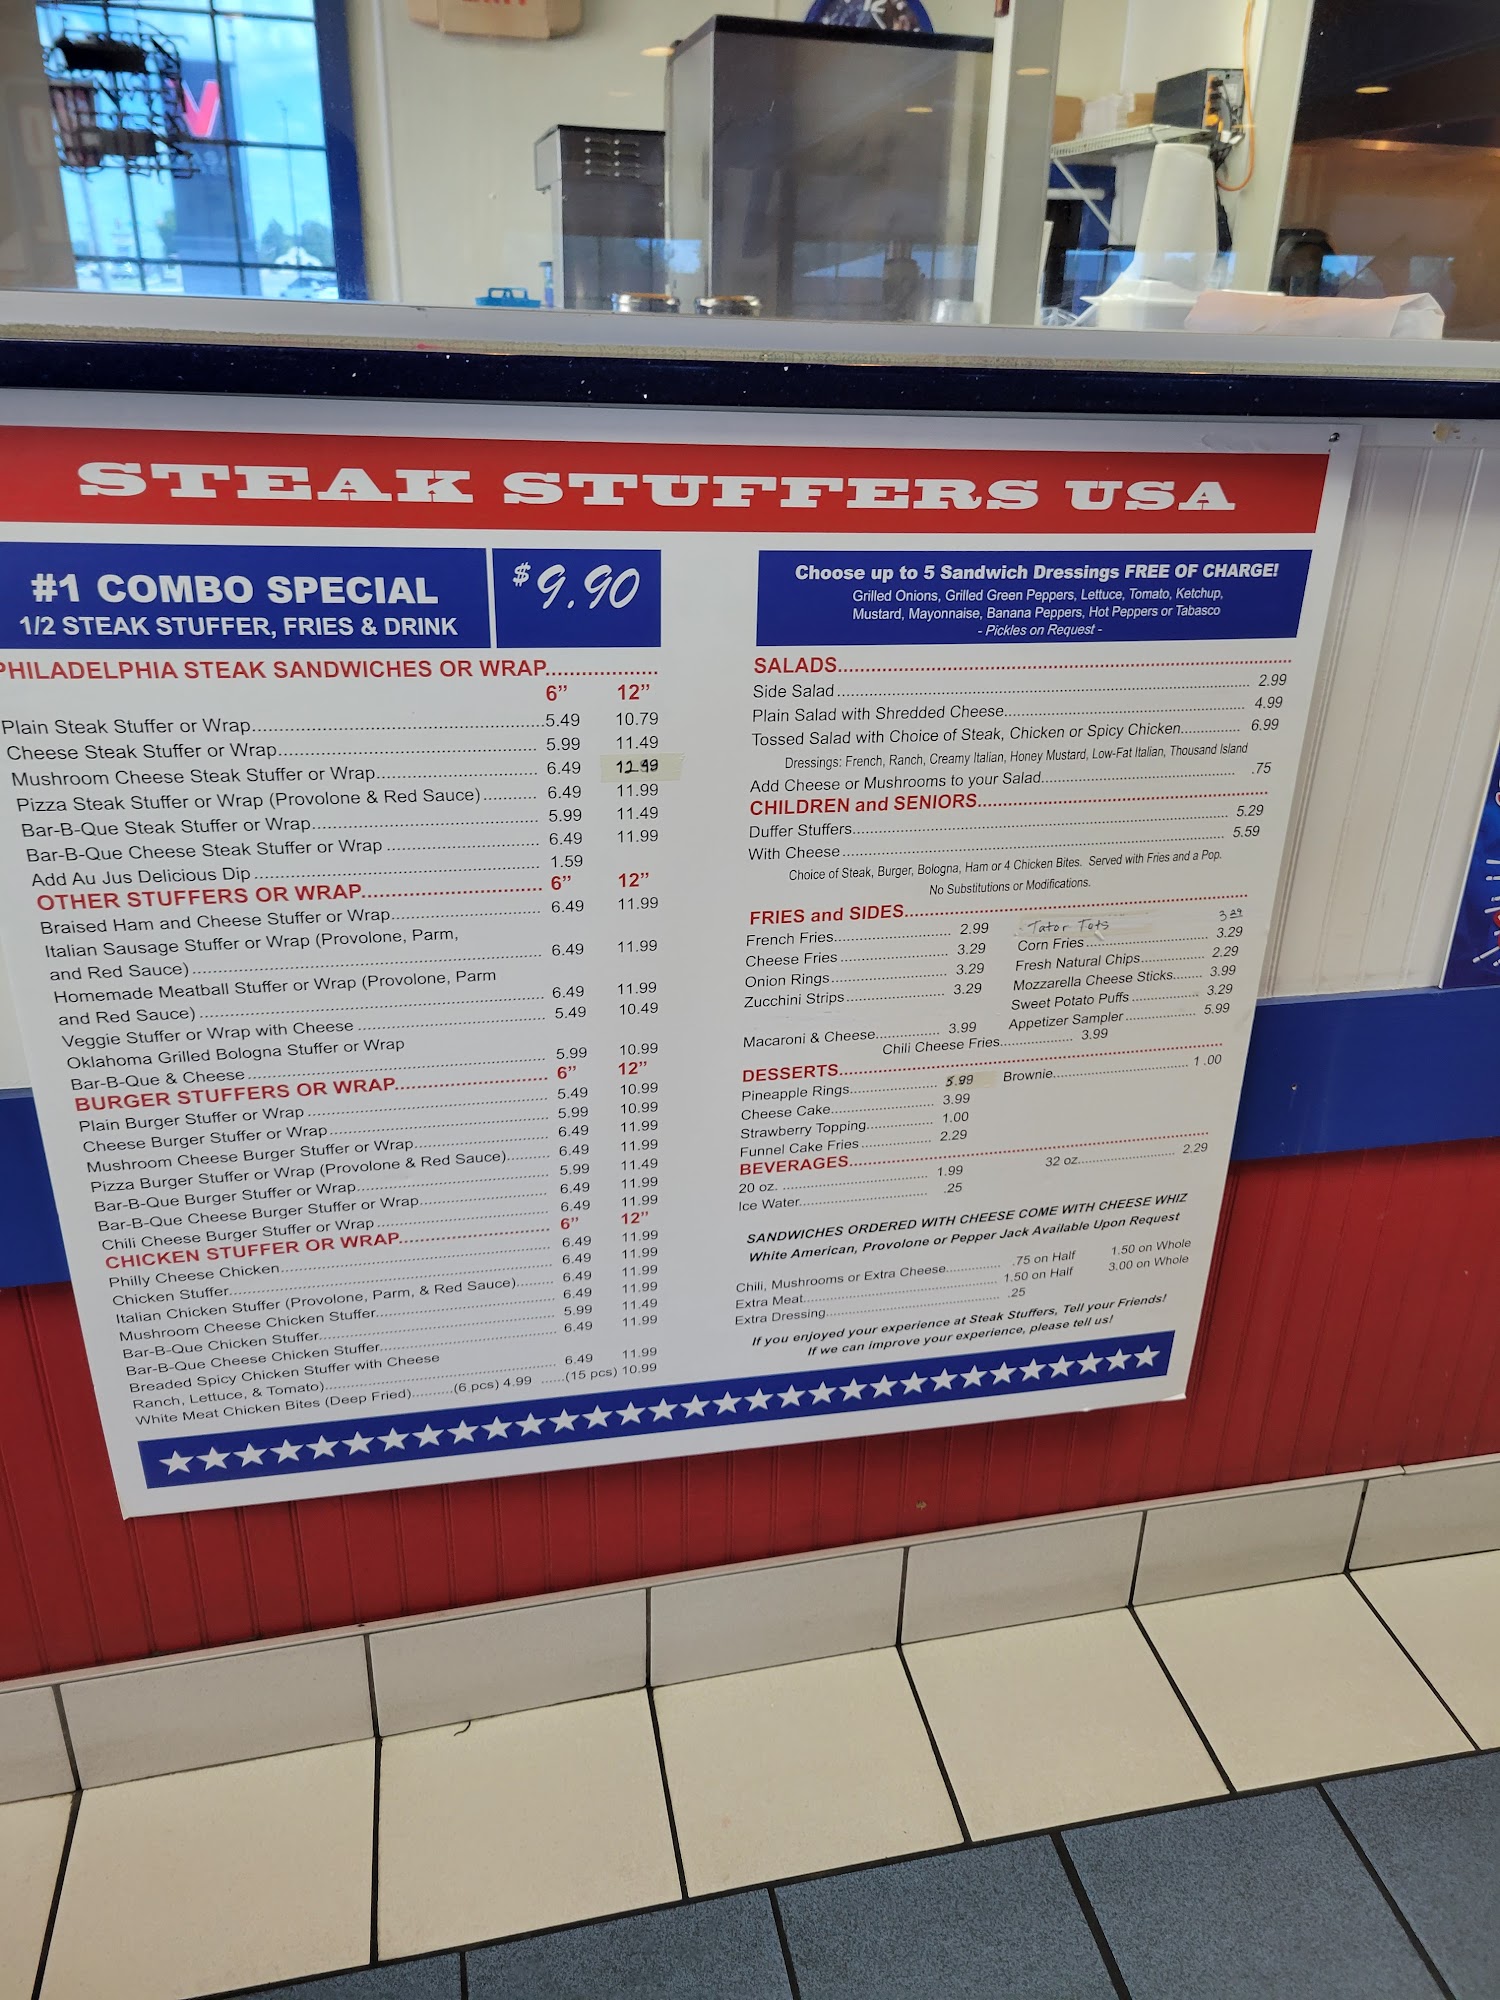 STEAK STUFFERS USA
#1 COMBO SPECIAL
1/2 STEAK STUFFER, FRIES & DRINK
$9.90
PHILADELPHIA STEAK SANDWICHES OR WRAP
6" 12"
Plain Steak Stuffer or Wrap 5.49 10.79
Cheese Steak Stuffer or Wrap 5.99 11.49
Mushroom Cheese Steak Stuffer or Wrap 6.49 12.49
Pizza Steak Stuffer or Wrap (Provolone & Red Sauce) 6.49 11.99
Bar-B-Que Steak Stuffer or Wrap 5.99 11.49
Bar-B-Que Cheese Steak Stuffer or Wrap 6.49 11.99
Add Au Jus Delicious Dip 1.59
OTHER STUFFERS OR WRAP 6" 12"
Braised Ham and Cheese Stuffer or Wrap 6.49 11.99
Italian Sausage Stuffer or Wrap (Provolone, Parm,
and Red Sauce) 6.49 11.99
Homemade Meatball Stuffer or Wrap (Provolone, Parm
and Red Sauce) 6.49 11.99
Veggie Stuffer or Wrap with Cheese 5.49 10.49
Oklahoma Grilled Bologna Stuffer or Wrap
Bar-B-Que & Cheese 5.99 10.99
BURGER STUFFERS OR WRAP 6" 12"
Plain Burger Stuffer or Wrap 5.49 10.99
Cheese Burger Stuffer or Wrap 5.99 10.99
Mushroom Cheese Burger Stuffer or Wrap 6.49 11.99
Pizza Burger Stuffer or Wrap (Provolone & Red Sauce) 6.49 11.99
Bar-B-Que Burger Stuffer or Wrap 5.99 11.49
Bar-B-Que Cheese Burger Stuffer or Wrap 6.49 11.99
Chili Cheese Burger Stuffer or Wrap 6.49 11.99
CHICKEN STUFFER OR WRAP 6" 12"
Philly Cheese Chicken 6.49 11.99
Chicken Stuffer 6.49 11.99
Italian Chicken Stuffer (Provolone, Parm, & Red Sauce) 6.49 11.99
Mushroom Cheese Chicken Stuffer 6.49 11.99
Bar-B-Que Chicken Stuffer 5.99 11.49
Bar-B-Que Cheese Chicken Stuffer 6.49 11.99
Breaded Spicy Chicken Stuffer with Cheese
Ranch, Lettuce, & Tomato) 6.49 11.99
White Meat Chicken Bites (Deep Fried) (6 pcs) 4.99 (15 pcs) 10.99
Choose up to 5 Sandwich Dressings FREE OF CHARGE!
Grilled Onions, Grilled Green Peppers, Lettuce, Tomato, Ketchup,
Mustard, Mayonnaise, Banana Peppers, Hot Peppers or Tabasco
- Pickles on Request -
SALADS
Side Salad 2.99
Plain Salad with Shredded Cheese 4.99
Tossed Salad with Choice of Steak, Chicken or Spicy Chicken 6.99
Dressings: French, Ranch, Creamy Italian, Honey Mustard, Low-Fat Italian, Thousand Island
Add Cheese or Mushrooms to your Salad .75
CHILDREN and SENIORS
Duffer Stuffers 5.29
With Cheese 5.59
Choice of Steak, Burger, Bologna, Ham or 4 Chicken Bites. Served with Fries and a Pop.
No Substitutions or Modifications.
FRIES and SIDES
French Fries 2.99 Tator Tots 3.29
Cheese Fries 3.29 Corn Fries 3.29
Onion Rings 3.29 Fresh Natural Chips 2.29
Zucchini Strips 3.29 Mozzarella Cheese Sticks 3.99
Sweet Potato Puffs 3.29
Macaroni & Cheese 3.99 Appetizer Sampler 5.99
Chili Cheese Fries 3.99
DESSERTS
Pineapple Rings 5.99 Brownie 1.00
Cheese Cake 3.99
Strawberry Topping 1.00
Funnel Cake Fries 2.29
BEVERAGES
20 oz. 1.99 32 oz. 2.29
Ice Water .25
SANDWICHES ORDERED WITH CHEESE COME WITH CHEESE WHIZ
White American, Provolone or Pepper Jack Available Upon Request
Chili, Mushrooms or Extra Cheese .75 on Half 1.50 on Whole
Extra Meat 1.50 on Half 3.00 on Whole
Extra Dressing .25
If you enjoyed your experience at Steak Stuffers, Tell your Friends!
If we can improve your experience, please tell us!